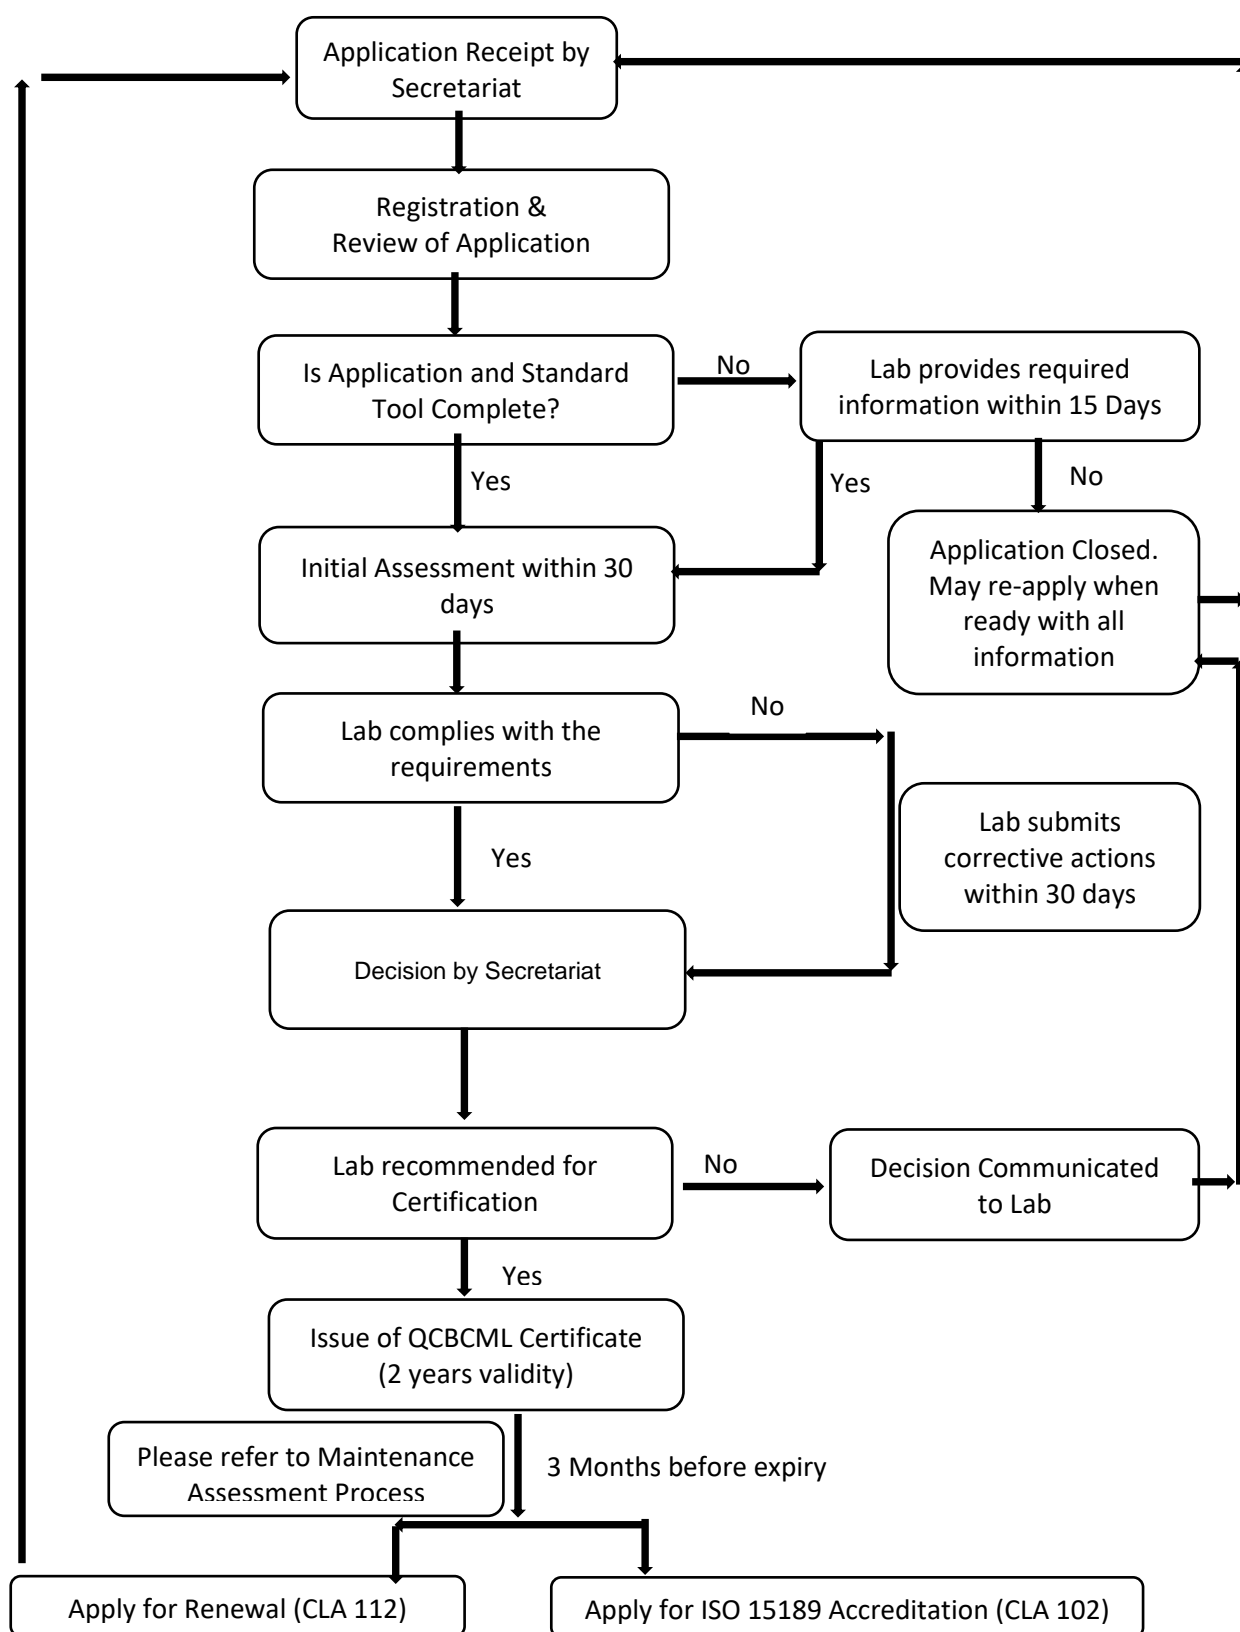 Application Receipt by
Secretariat
Registration &
Review of Application
Is Application and Standard
Tool Complete?
No
Lab provides required
information within 15 Days
Yes
Yes
No
Initial Assessment within 30
days
Application Closed.
May re-apply when
ready with all
information
Lab complies with the
requirements
No
Yes
Lab submits
corrective actions
within 30 days
Decision by Secretariat
Lab recommended for
Certification
No
Decision Communicated
to Lab
Yes
Issue of QCBCML Certificate
(2 years validity)
Please refer to Maintenance
Assessment Process
3 Months before expiry
Apply for Renewal (CLA 112)
Apply for ISO 15189 Accreditation (CLA 102)